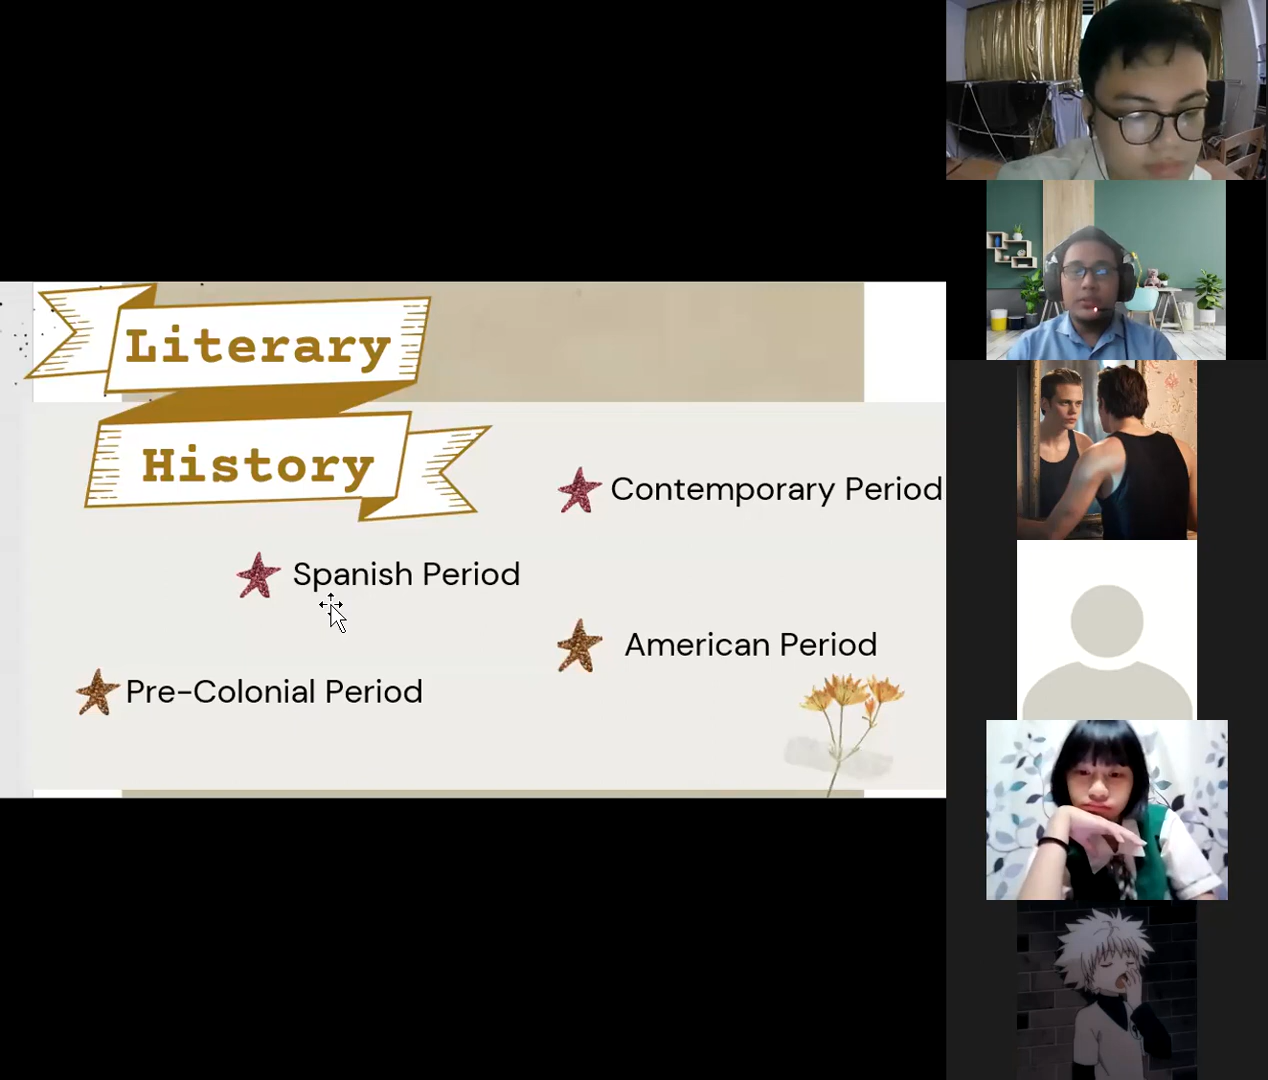 Literary
History
Contemporary Period
Spanish Period
American Period
Pre-Colonial Period